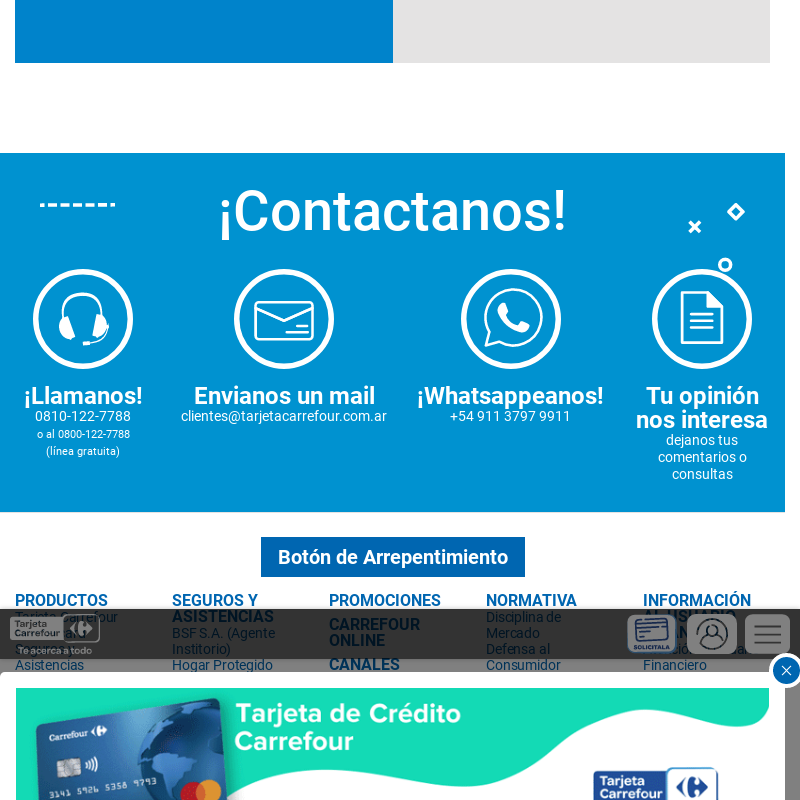 ¡Contactanos!
¡Llamanos!
0810-122-7788
o al 0800-122-7788
(línea gratuita)
Envianos un mail
clientes@tarjetacarrefour.com.ar
¡Whatsappeanos!
+54 911 3797 9911
Tu opinión
nos interesa
dejanos tus
comentarios o
consultas
Botón de Arrepentimiento
PRODUCTOS
Tarjeta Carrefour
Asistencias
SEGUROS Y
ASISTENCIAS
BSF S.A. (Agente
Institorio)
Hogar Protegido
PROMOCIONES
CARREFOUR
ONLINE
CANALES
NORMATIVA
Disciplina de
Mercado
Defensa al
Consumidor
INFORMACIÓN
AL USUARIO
Financiero
Tarjeta
Carrefour
Te acerca a todo
SOLICITALA
Tarjeta de Crédito
Carrefour
Carrefour
3141 5926 5358 9793
Tarjeta
Carrefour